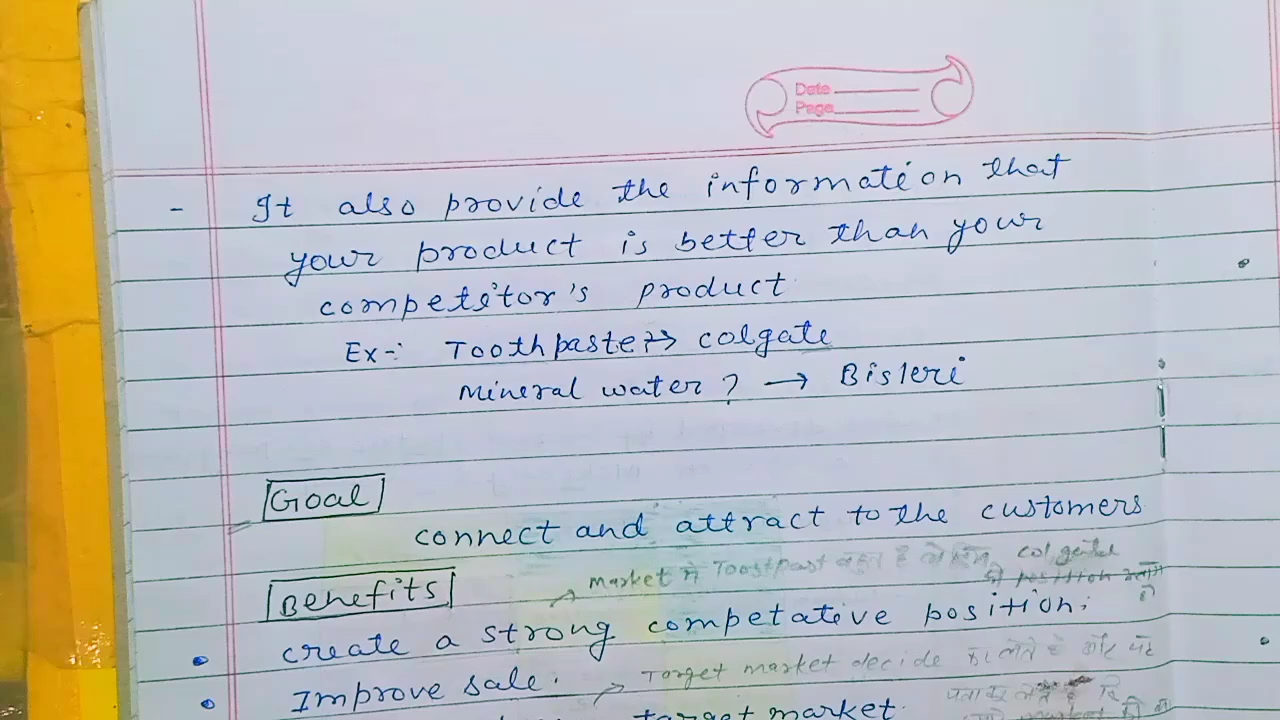 Date
Page
- It also provide the information that
your product is better than your
competitor's product
Ex-: Toothpaste? → colgate
Mineral water? → Bisleri
Goal
connect and attract to the customers
market मे Toostpast बहुत है लेकिन colgate
की position
Benefits
• create a strong competative position.
Target market decide कर लेते है और
• Improve sale.
target market.